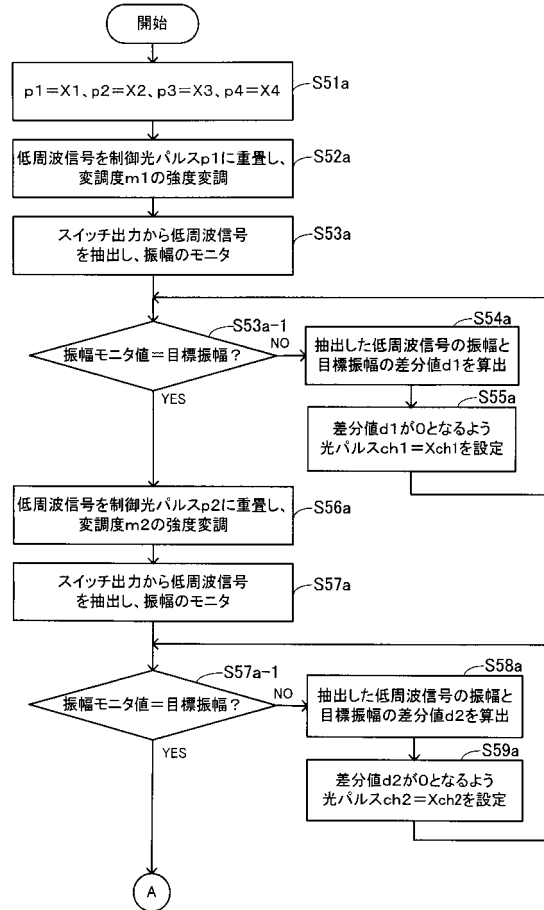 開始
p1=X1、p2=X2、p3=X3、p4=X4
S51a
低周波信号を制御光パルスp1に重畳し、
変調度m1の強度変調
S52a
スイッチ出力から低周波信号
を抽出し、振幅のモニタ
S53a
S53a-1
振幅モニタ値=目標振幅?
NO
YES
S54a
抽出した低周波信号の振幅と
目標振幅の差分値d1を算出
S55a
差分値d1が0となるよう
光パルスch1=Xch1を設定
低周波信号を制御光パルスp2に重畳し、
変調度m2の強度変調
S56a
スイッチ出力から低周波信号
を抽出し、振幅のモニタ
S57a
S57a-1
振幅モニタ値=目標振幅?
NO
YES
S58a
抽出した低周波信号の振幅と
目標振幅の差分値d2を算出
S59a
差分値d2が0となるよう
光パルスch2=Xch2を設定
A